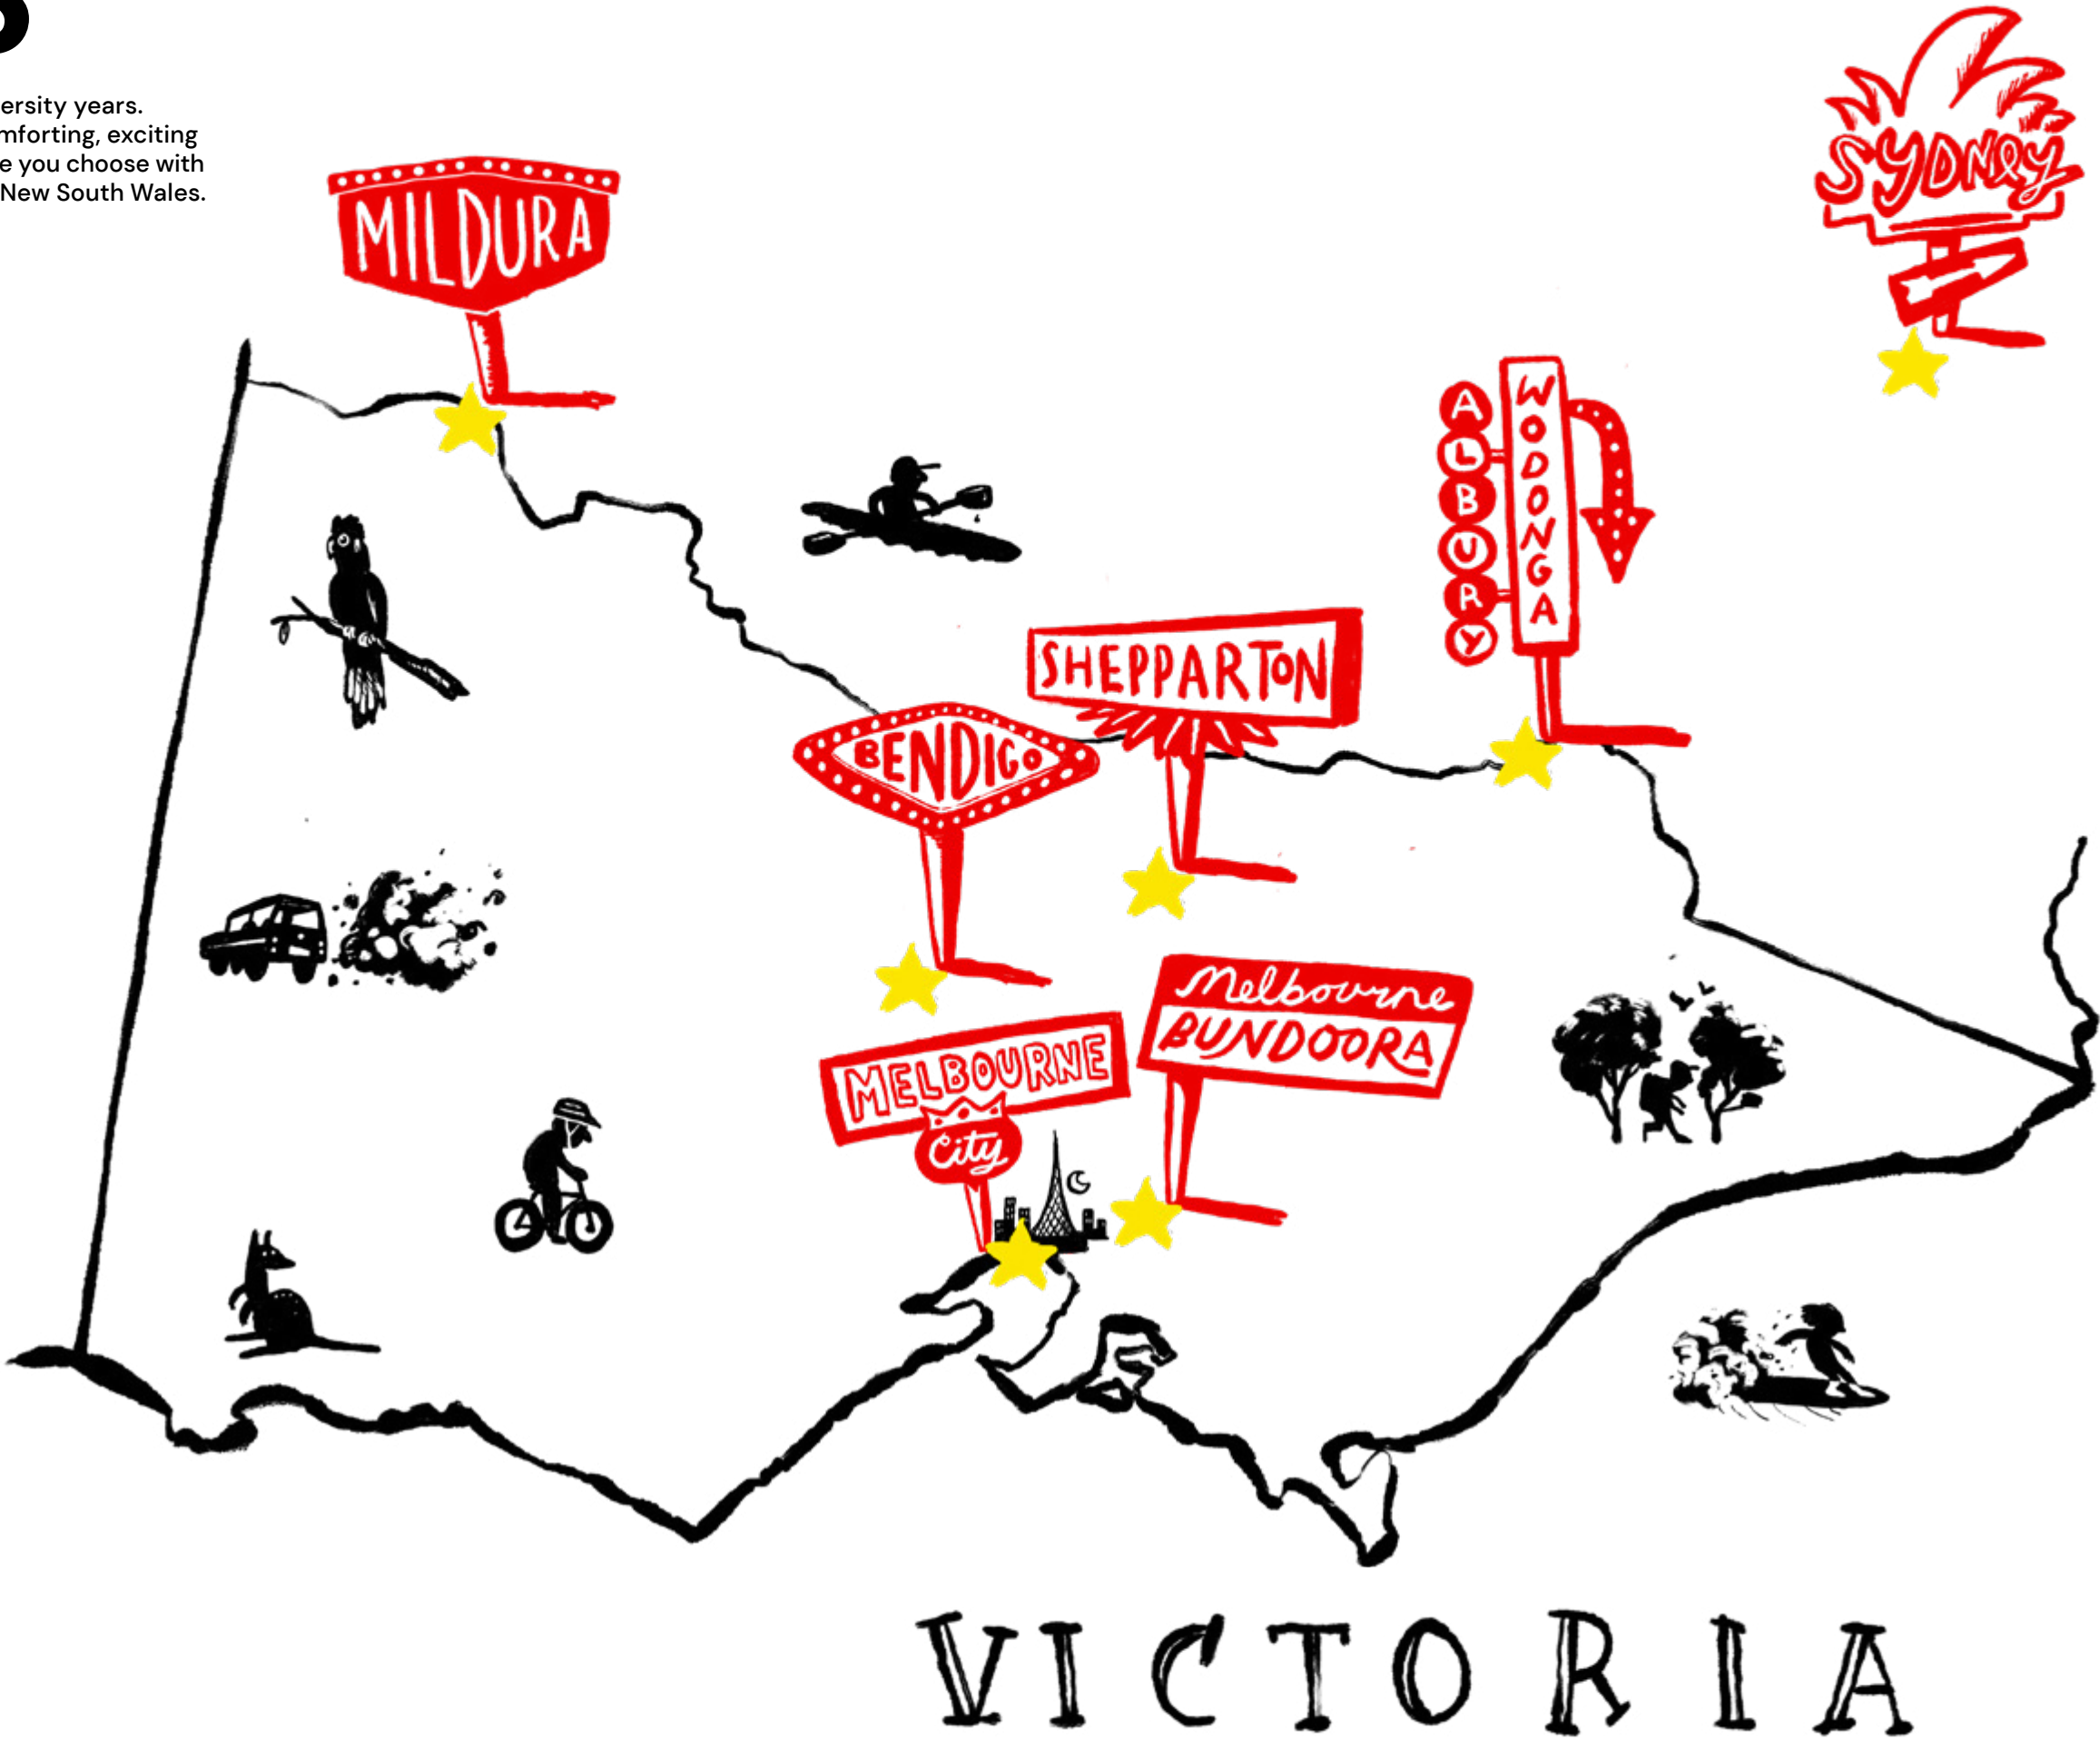 ersity years.
mforting, exciting
e you choose with
New South Wales.
SYDNEY
MILDURA
ALBURY
WODONGA
SHEPPARTON
BENDIGO
Melbourne
BUNDOORA
MELBOURNE
City
VICTORIA